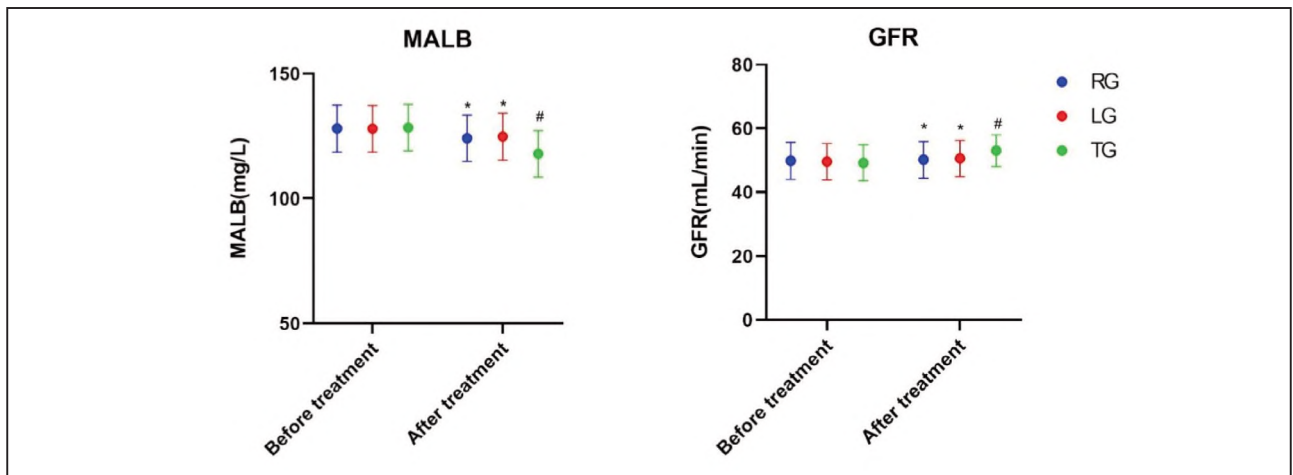 MALB
150
100
50
MALB(mg/L)
* * #
Before treatment
After treatment
GFR
80
60
40
20
0
GFR(mL/min)
* * #
Before treatment
After treatment
RG
LG
TG